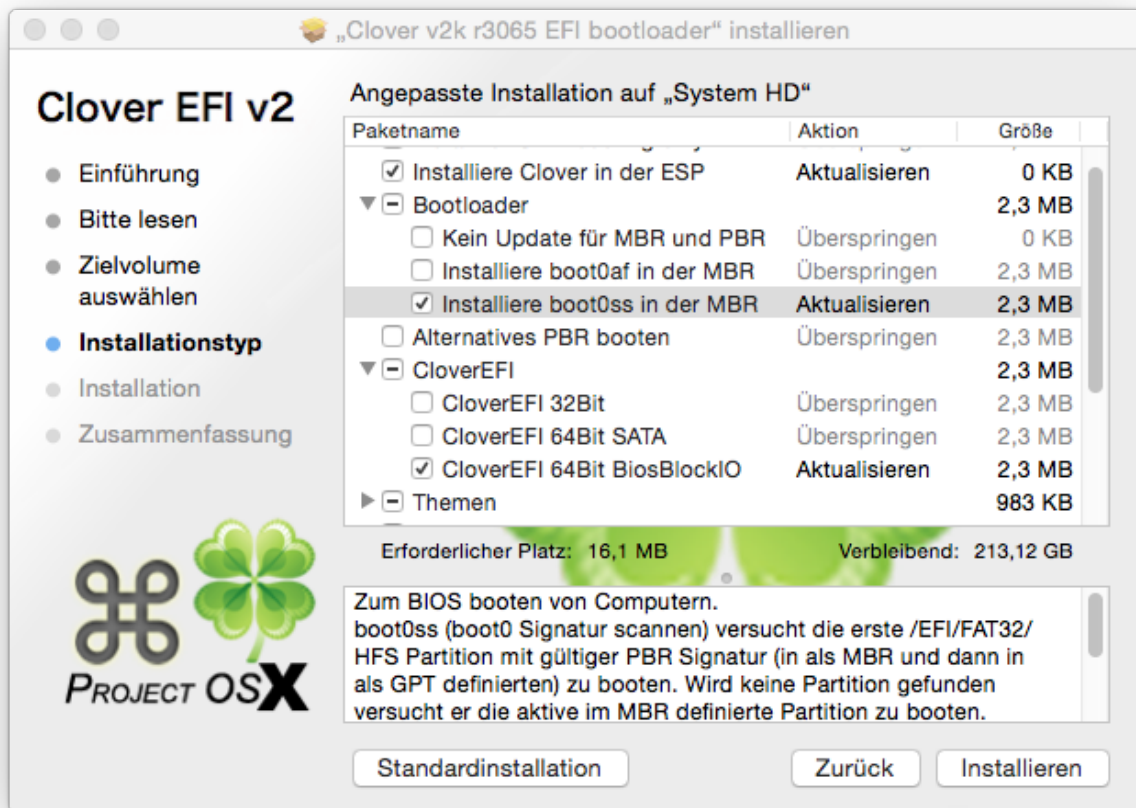 „Clover v2k r3065 EFI bootloader“ installieren
Clover EFI v2
Einführung
Bitte lesen
Zielvolume
auswählen
Installationstyp
Installation
Zusammenfassung
PROJECT OSX
Angepasste Installation auf „System HD“
Paketname Aktion Größe
Installiere Clover in der ESP Aktualisieren 0 KB
Bootloader 2,3 MB
Kein Update für MBR und PBR Überspringen 0 KB
Installiere boot0af in der MBR Überspringen 2,3 MB
Installiere boot0ss in der MBR Aktualisieren 2,3 MB
Alternatives PBR booten Überspringen 2,3 MB
CloverEFI 2,3 MB
CloverEFI 32Bit Überspringen 2,3 MB
CloverEFI 64Bit SATA Überspringen 2,3 MB
CloverEFI 64Bit BiosBlockIO Aktualisieren 2,3 MB
Themen 983 KB
Erforderlicher Platz: 16,1 MB Verbleibend: 213,12 GB
Zum BIOS booten von Computern.
boot0ss (boot0 Signatur scannen) versucht die erste /EFI/FAT32/
HFS Partition mit gültiger PBR Signatur (in als MBR und dann in
als GPT definierten) zu booten. Wird keine Partition gefunden
versucht er die aktive im MBR definierte Partition zu booten.
Standardinstallation Zurück Installieren